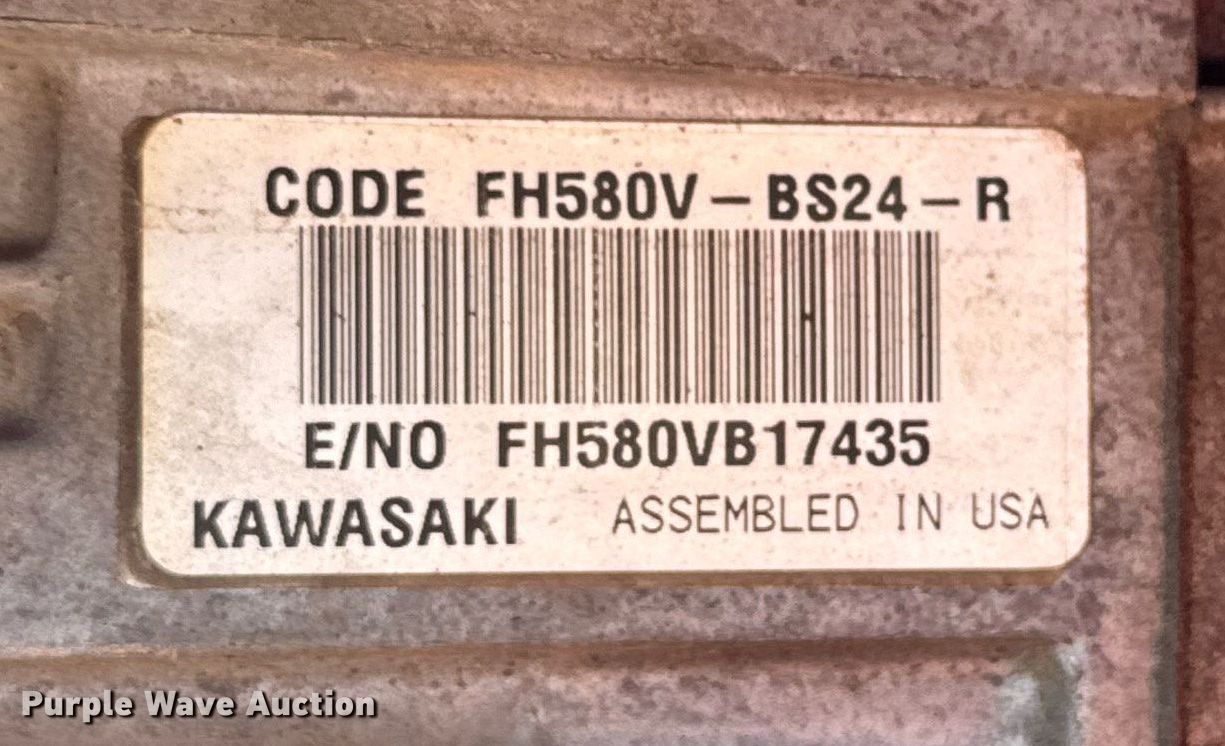 CODE FH580V-BS24-R
E/NO FH580VB17435
KAWASAKI ASSEMBLED IN USA
Purple Wave Auction